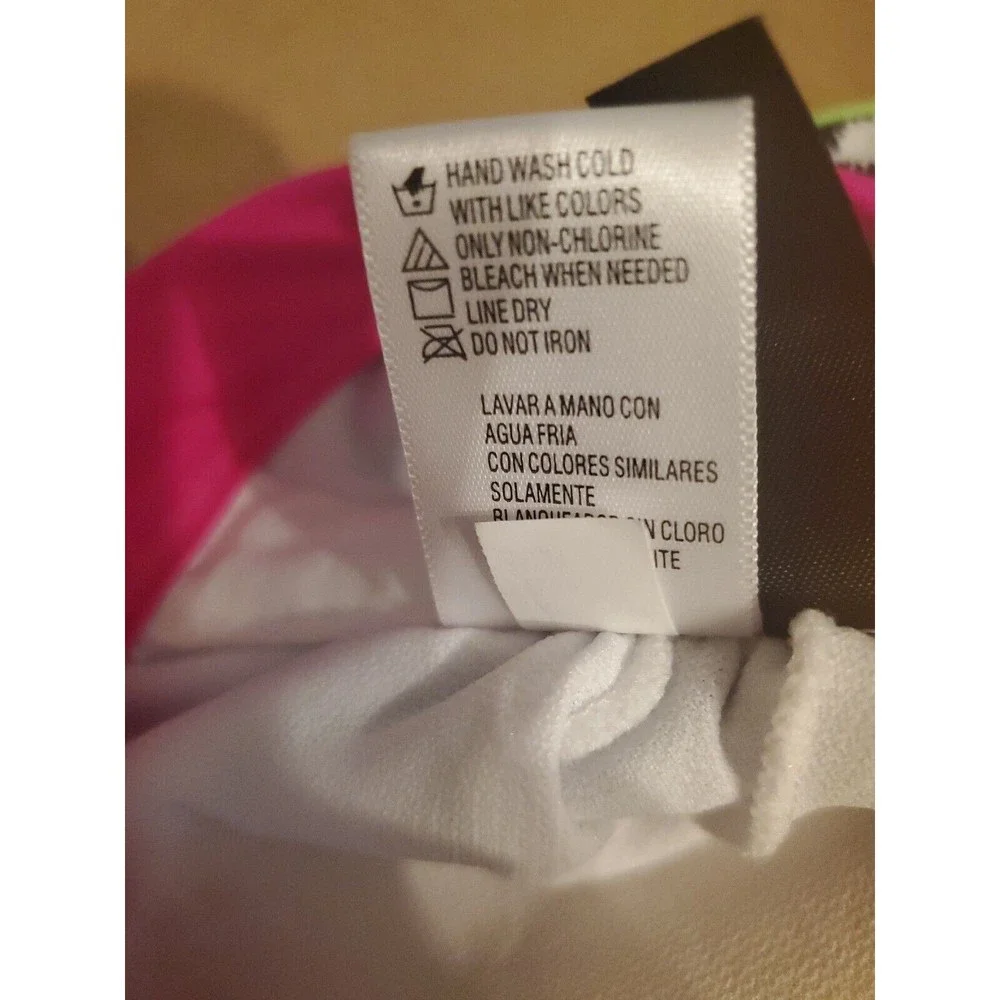 HAND WASH COLD
WITH LIKE COLORS
ONLY NON-CHLORINE
BLEACH WHEN NEEDED
LINE DRY
DO NOT IRON
LAVAR A MANO CON
AGUA FRIA
CON COLORES SIMILARES
SOLAMENTE
CLORO